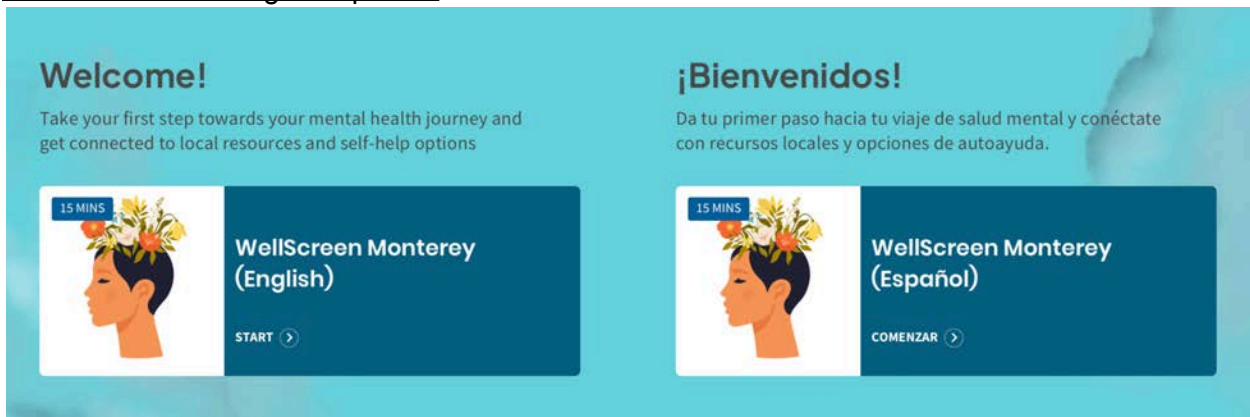 Welcome!
Take your first step towards your mental health journey and
get connected to local resources and self-help options
15 MINS
WellScreen Monterey
(English)
START
¡Bienvenidos!
Da tu primer paso hacia tu viaje de salud mental y conéctate
con recursos locales y opciones de autoayuda.
15 MINS
WellScreen Monterey
(Español)
COMENZAR